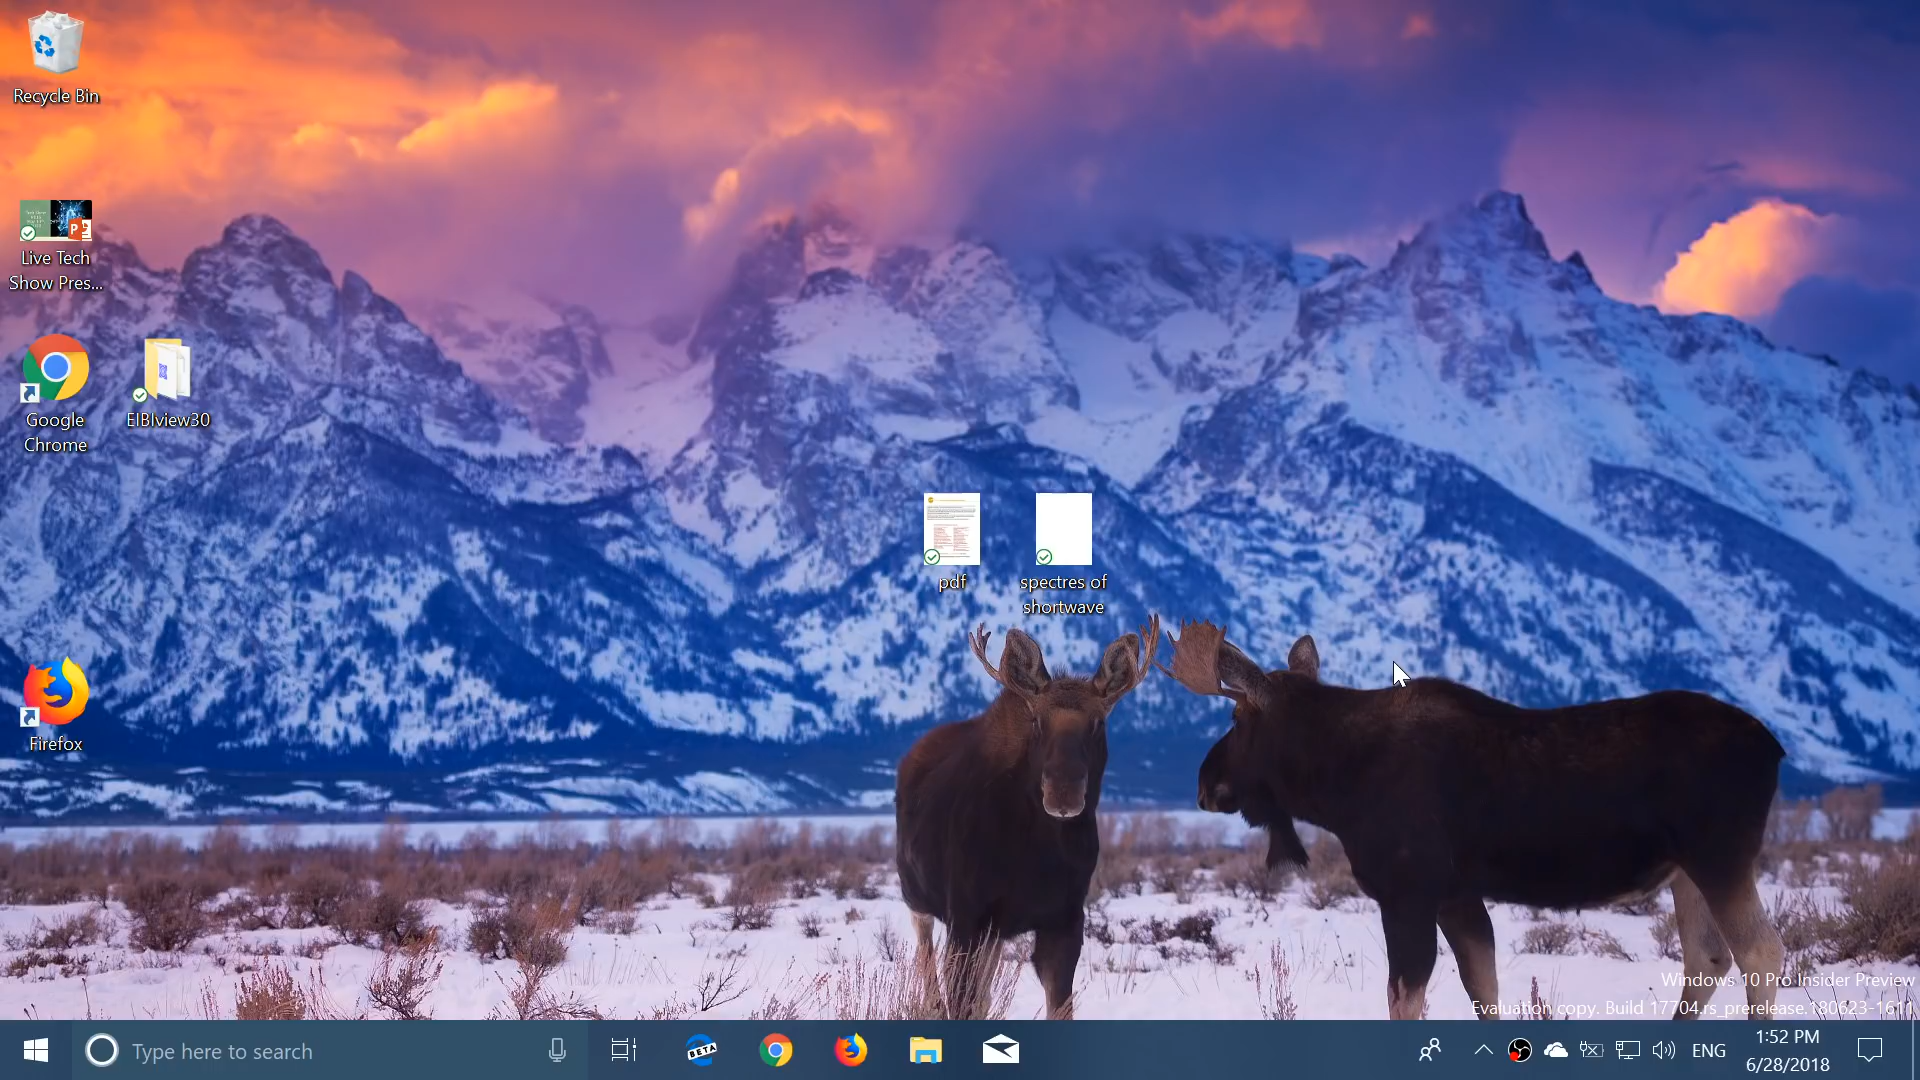 Recycle Bin
Live Tech
Show Pres...
Google
Chrome
EIBIview30
pdf
spectres of
shortwave
Firefox
Windows 10 Pro Insider Preview
Evaluation copy. Build 17704.rs_prerelease.180623-1611
Type here to search
BETA
ENG
1:52 PM
6/28/2018